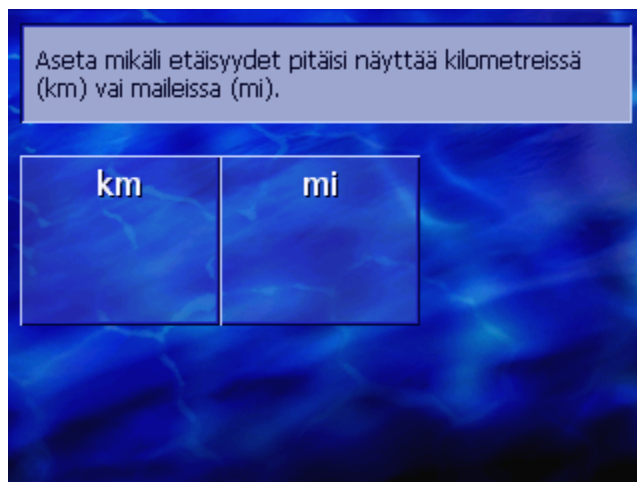 Aseta mikäli etäisyydet pitäisi näyttää kilometreissä
(km) vai maileissa (mi).
km
mi